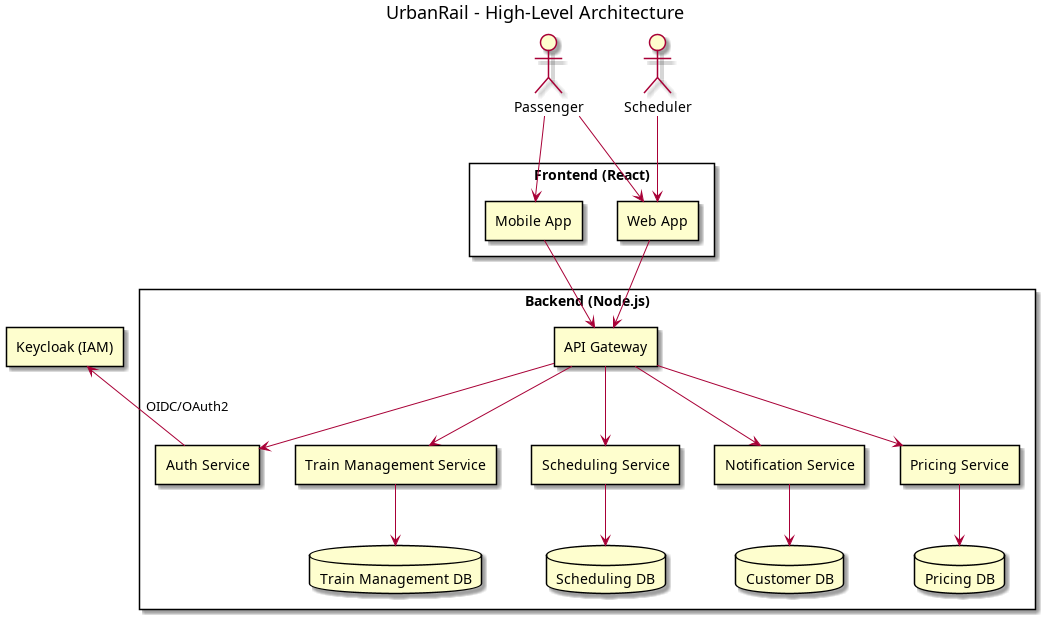 UrbanRail - High-Level Architecture
Passenger
Scheduler
Frontend (React)
Mobile App
Web App
Backend (Node.js)
Keycloak (IAM)
API Gateway
OIDC/OAuth2
Auth Service
Train Management Service
Scheduling Service
Notification Service
Pricing Service
Train Management DB
Scheduling DB
Customer DB
Pricing DB